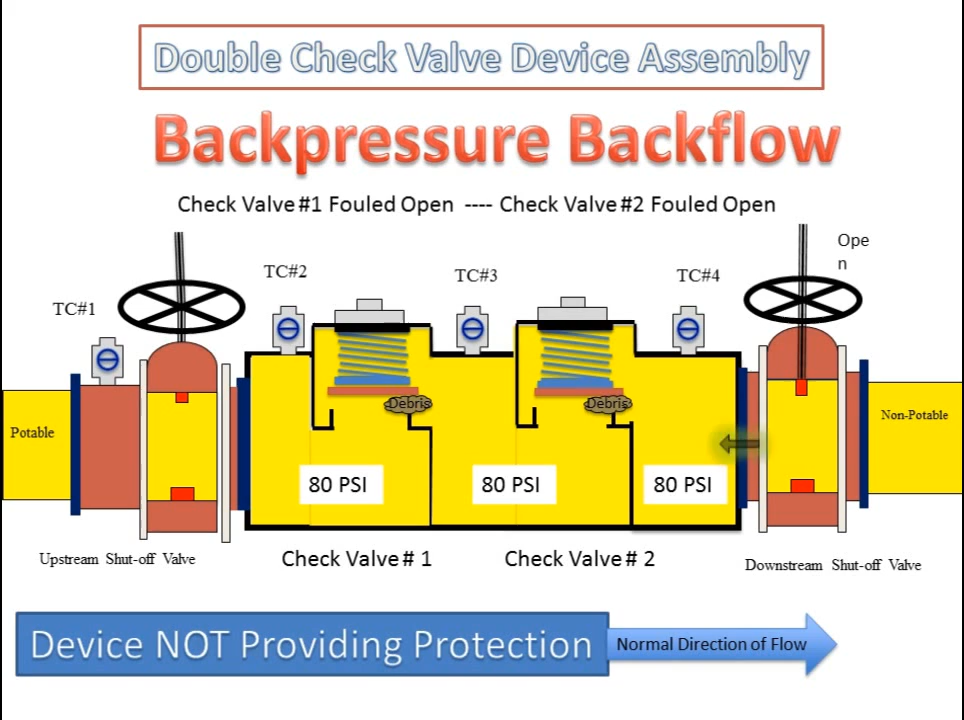 Double Check Valve Device Assembly
Backpressure Backflow
Check Valve #1 Fouled Open ---- Check Valve #2 Fouled Open
Ope
n
TC#1
TC#2
TC#3
TC#4
Debris
Debris
Potable
Non-Potable
80 PSI
80 PSI
80 PSI
Upstream Shut-off Valve
Check Valve # 1
Check Valve # 2
Downstream Shut-off Valve
Device NOT Providing Protection
Normal Direction of Flow